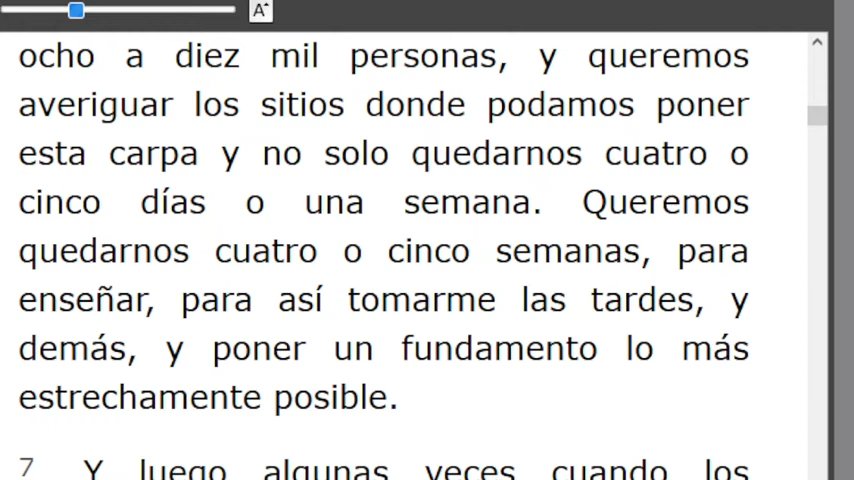 A
ocho a diez mil personas, y queremos
averiguar los sitios donde podamos poner
esta carpa y no solo quedarnos cuatro o
cinco días o una semana. Queremos
quedarnos cuatro o cinco semanas, para
enseñar, para así tomarme las tardes, y
demás, y poner un fundamento lo más
estrechamente posible.
7 Y luego algunas veces cuando los